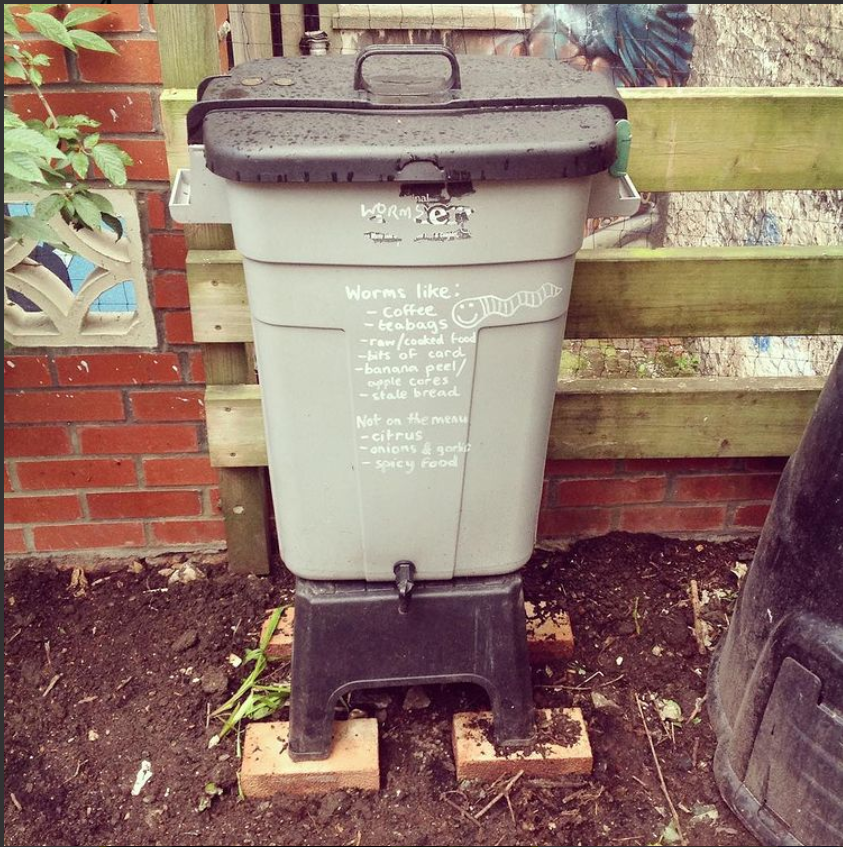 WORMS
Worms like:
- coffee
- teabags
- raw/cooked food
- bits of card
- banana peel/
apple cores
- stale bread
Not on the menu
- citrus
- onions & garlic
- spicy food